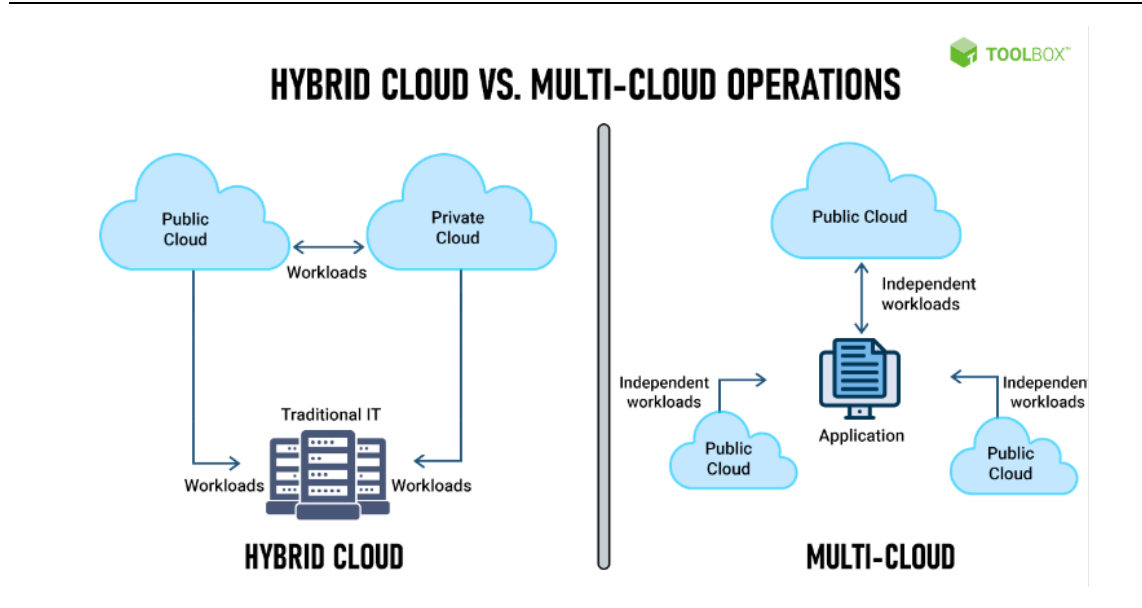 TOOLBOX™
HYBRID CLOUD VS. MULTI-CLOUD OPERATIONS
Public
Cloud
Private
Cloud
Workloads
Traditional IT
Workloads
Workloads
HYBRID CLOUD
Public Cloud
Independent
workloads
Independent
workloads
Independen
workloads
Application
Public
Cloud
Public
Cloud
MULTI-CLOUD